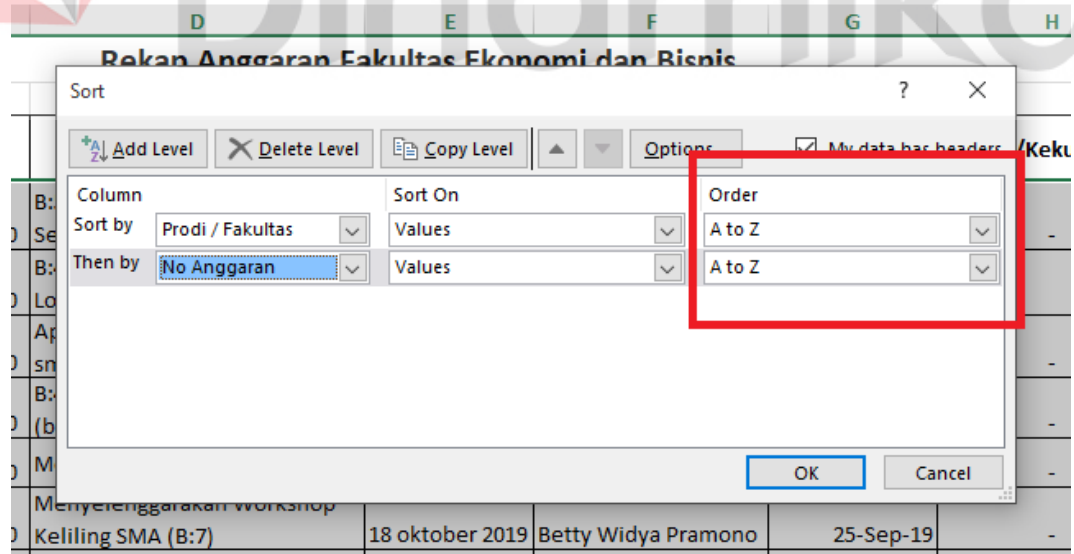 D E F G H
Rekap Anggaran Fakultas Ekonomi dan Bisnis
Sort ? ×
Add Level Delete Level Copy Level Options... My data has headers
Column Sort On Order
Sort by Prodi / Fakultas Values A to Z
Then by No Anggaran Values A to Z
OK Cancel
Menyelenggarakan Workshop
Keliling SMA (B:7) 18 oktober 2019 Betty Widya Pramono 25-Sep-19 -